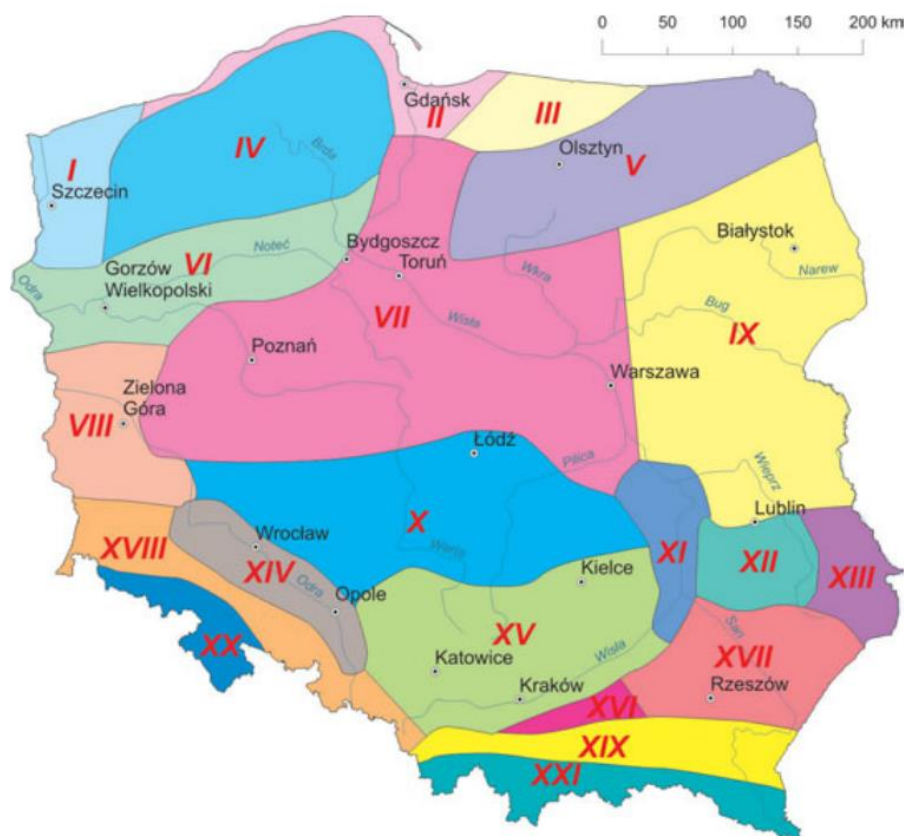 0 50 100 150 200 km
Gdańsk
II
III
IV
Brda
Olsztyn
V
I
Szczecin
Białystok
Bydgoszcz
Noteć
VI
Toruń
Wkra
Narew
Gorzów
Wielkopolski
Odra
Bug
VII
Wisła
IX
Poznań
Warszawa
Zielona
Góra
VIII
Łódź
Pilica
Wieprz
Lublin
X
Wrocław
Warta
XVIII
XI
XII
XIII
XIV
Odra
Opole
Kielce
XX
XV
Wisła
San
XVII
Katowice
Kraków
XVI
Rzeszów
XIX
XXI